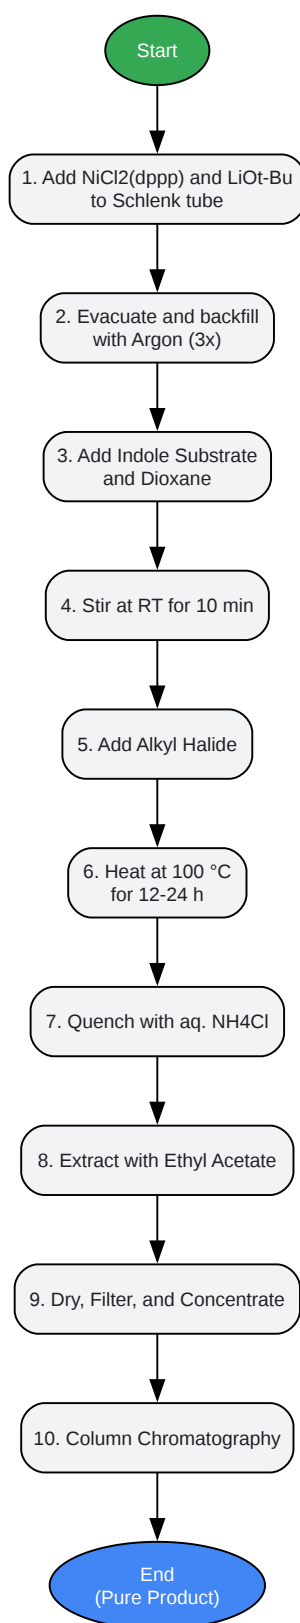 Start
1. Add NiCl2(dppp) and LiOt-Bu
to Schlenk tube
2. Evacuate and backfill
with Argon (3x)
3. Add Indole Substrate
and Dioxane
4. Stir at RT for 10 min
5. Add Alkyl Halide
6. Heat at 100 °C
for 12-24 h
7. Quench with aq. NH4Cl
8. Extract with Ethyl Acetate
9. Dry, Filter, and Concentrate
10. Column Chromatography
End
(Pure Product)